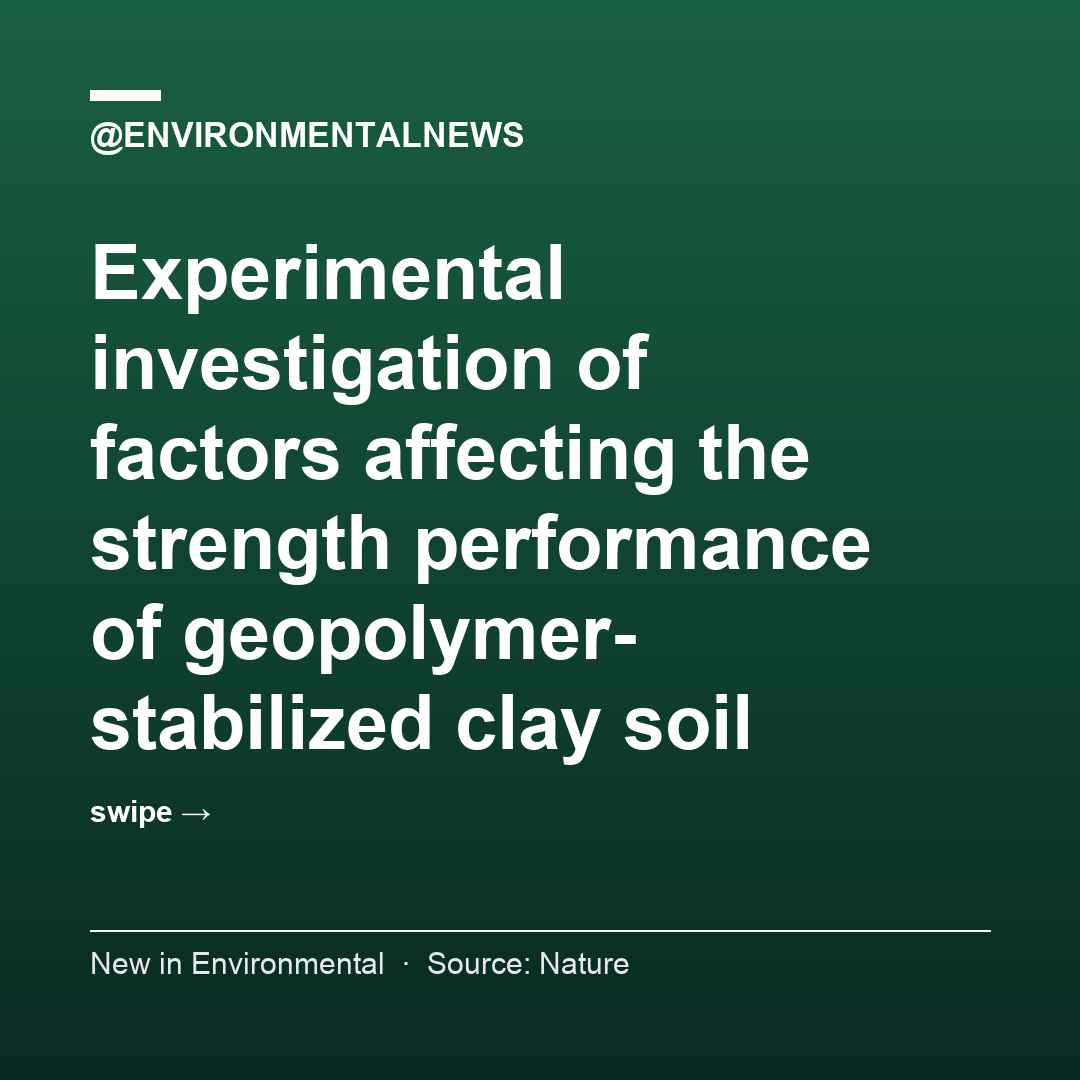 @ENVIRONMENTALNEWS
Experimental
investigation of
factors affecting the
strength performance
of geopolymer-
stabilized clay soil
swipe →
New in Environmental · Source: Nature